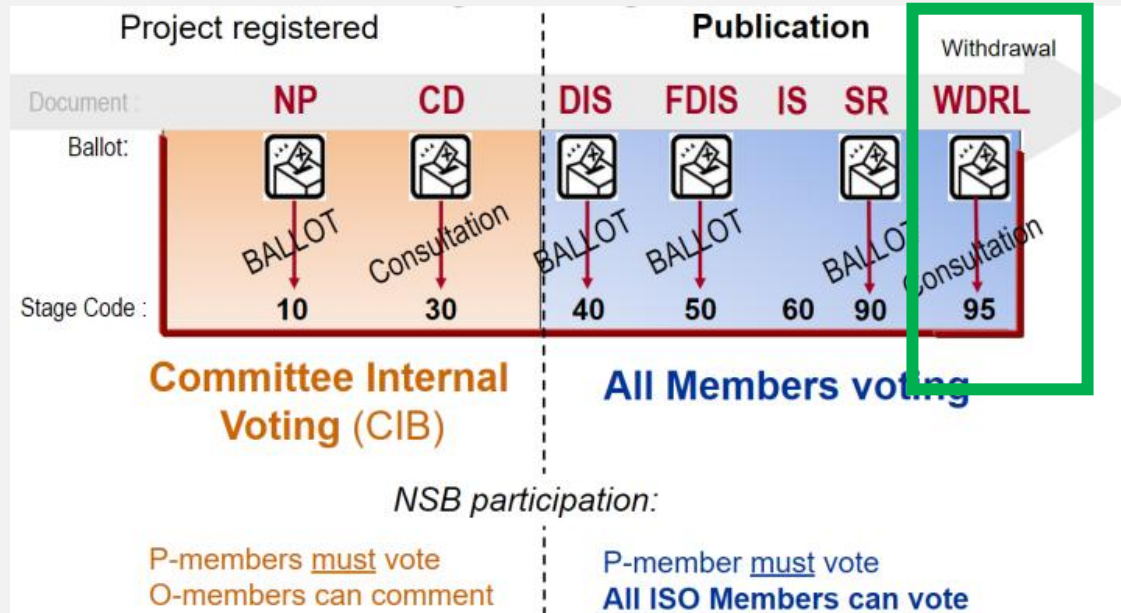 Project registered
Publication
Withdrawal
Document :
NP CD DIS FDIS IS SR WDRL
Ballot:
BALLOT Consultation BALLOT BALLOT BALLOT Consultation
Stage Code : 10 30 40 50 60 90 95
Committee Internal
Voting (CIB)
All Members voting
NSB participation:
P-members must vote
O-members can comment
P-member must vote
All ISO Members can vote